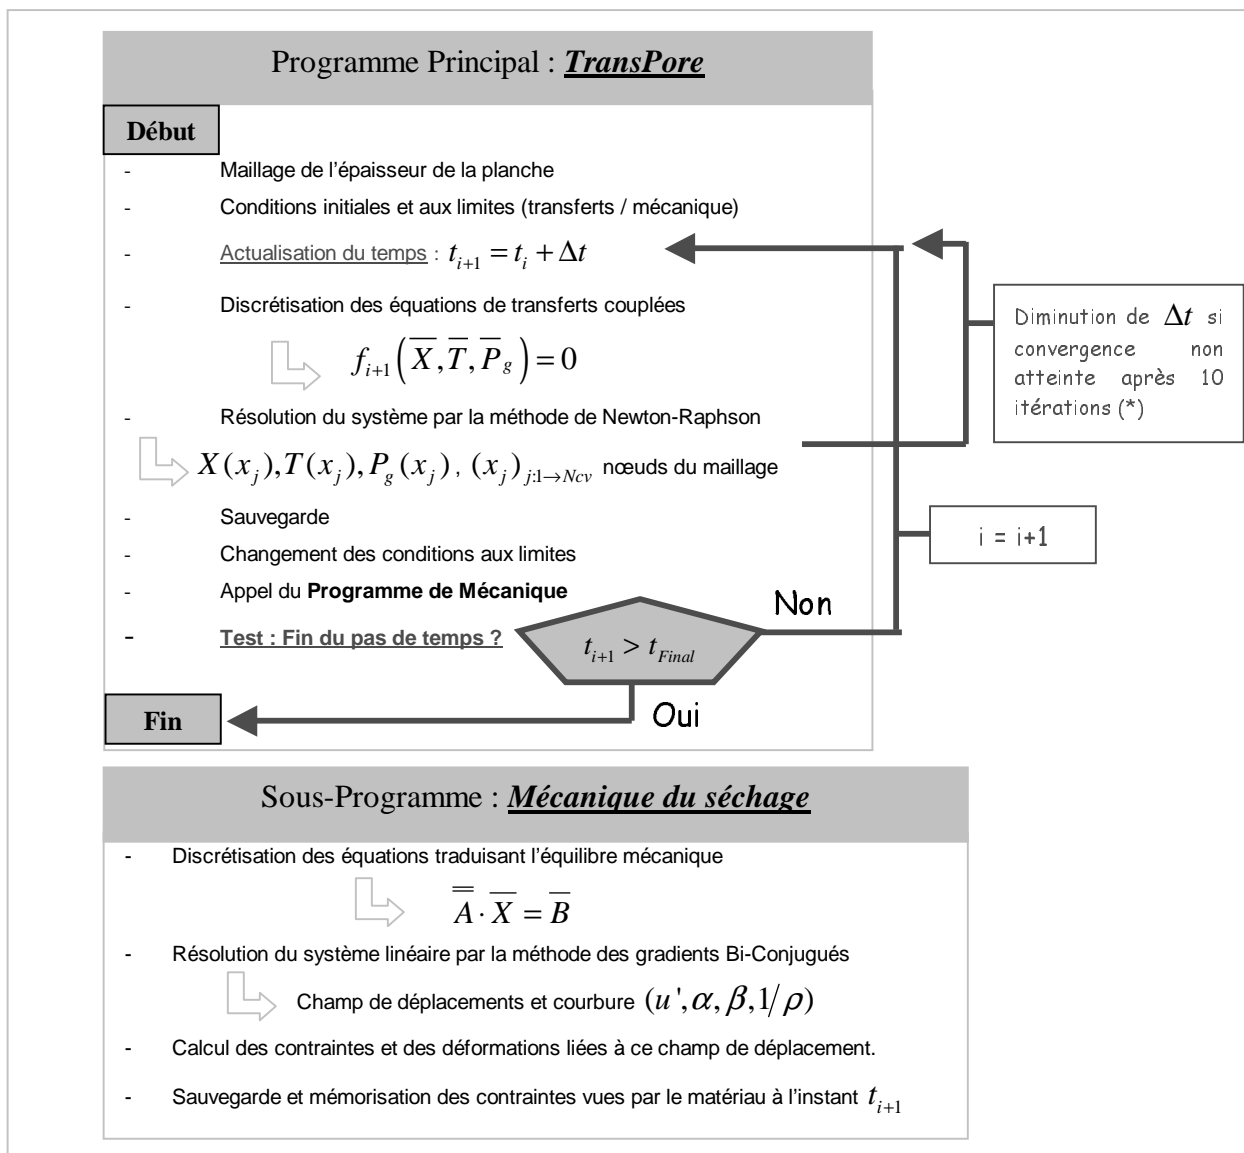 Programme Principal : TransPore
Début
- Maillage de l'épaisseur de la planche
- Conditions initiales et aux limites (transferts / mécanique)
- Actualisation du temps : t_{i+1} = t_i + Δt
- Discrétisation des équations de transferts couplées
f_{i+1}(\overline{X}, \overline{T}, \overline{P}_g) = 0
Diminution de Δt si
convergence non
atteinte après 10
itérations (*)
- Résolution du système par la méthode de Newton-Raphson
X(x_j), T(x_j), P_g(x_j), (x_j)_{j:1→Ncv} nœuds du maillage
- Sauvegarde
- Changement des conditions aux limites
i = i+1
- Appel du Programme de Mécanique
Non
- Test : Fin du pas de temps ?
t_{i+1} > t_{Final}
Oui
Fin
Sous-Programme : Mécanique du séchage
- Discrétisation des équations traduisant l'équilibre mécanique
\overline{\overline{A}} · \overline{X} = \overline{B}
- Résolution du système linéaire par la méthode des gradients Bi-Conjugués
Champ de déplacements et courbure (u', α, β, 1/ρ)
- Calcul des contraintes et des déformations liées à ce champ de déplacement.
- Sauvegarde et mémorisation des contraintes vues par le matériau à l'instant t_{i+1}